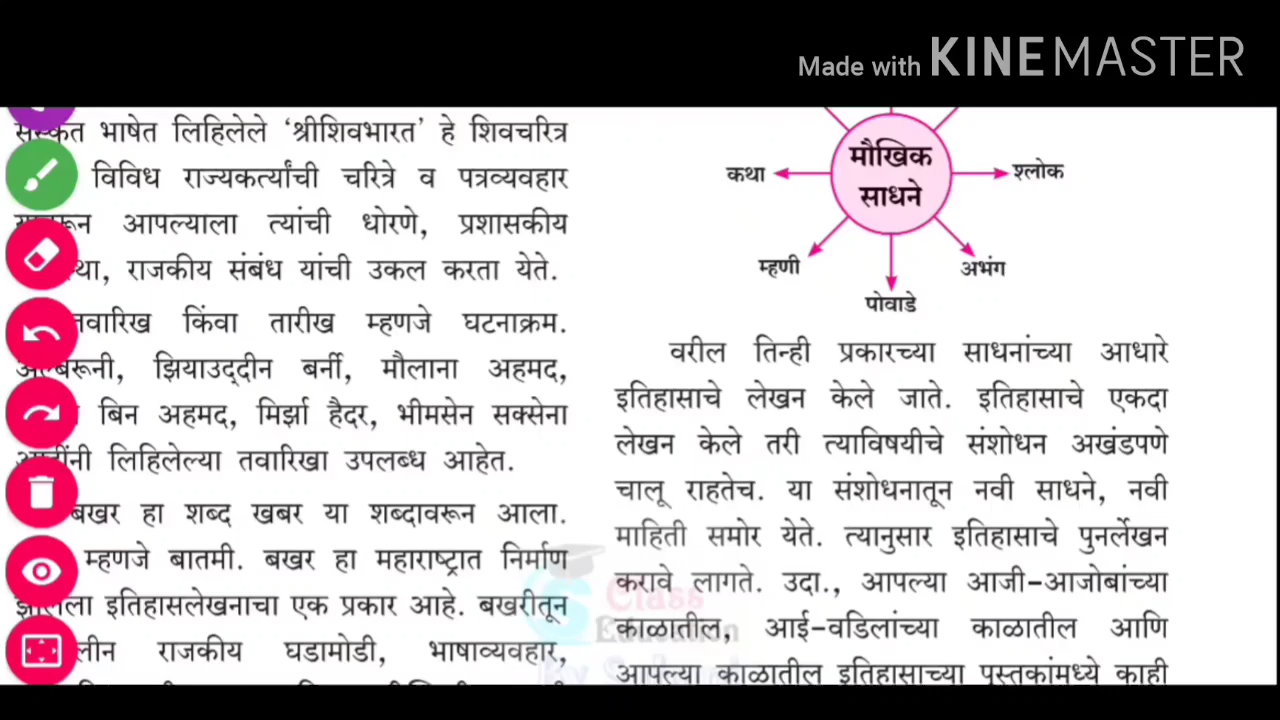 Made with KINEMASTER
संस्कृत भाषेत लिहिलेले ‘श्रीशिवभारत’ हे शिवचरित्र
विविध राज्यकर्त्यांची चरित्रे व पत्रव्यवहार
आपल्याला त्यांची धोरणे, प्रशासकीय
राजकीय संबंध यांची उकल करता येते.
तवारिख किंवा तारीख म्हणजे घटनाक्रम.
झियाउद्‌दीन बर्नी, मौलाना अहमद,
बिन अहमद, मिर्झा हैदर, भीमसेन सक्सेना
लिहिलेल्या तवारिखा उपलब्ध आहेत.
बखर हा शब्द खबर या शब्दावरून आला.
म्हणजे बातमी. बखर हा महाराष्ट्रात निर्माण
इतिहासलेखनाचा एक प्रकार आहे. बखरीतून
राजकीय घडामोडी, भाषाव्यवहार,
मौखिक
साधने
कथा
श्लोक
म्हणी
अभंग
पोवाडे
वरील तिन्ही प्रकारच्या साधनांच्या आधारे
इतिहासाचे लेखन केले जाते. इतिहासाचे एकदा
लेखन केले तरी त्याविषयीचे संशोधन अखंडपणे
चालू राहतेच. या संशोधनातून नवी साधने, नवी
माहिती समोर येते. त्यानुसार इतिहासाचे पुनर्लेखन
करावे लागते. उदा., आपल्या आजी-आजोबांच्या
काळातील, आई-वडिलांच्या काळातील आणि
आपल्या काळातील इतिहासाच्या पुस्तकांमध्ये काही
Class
Education